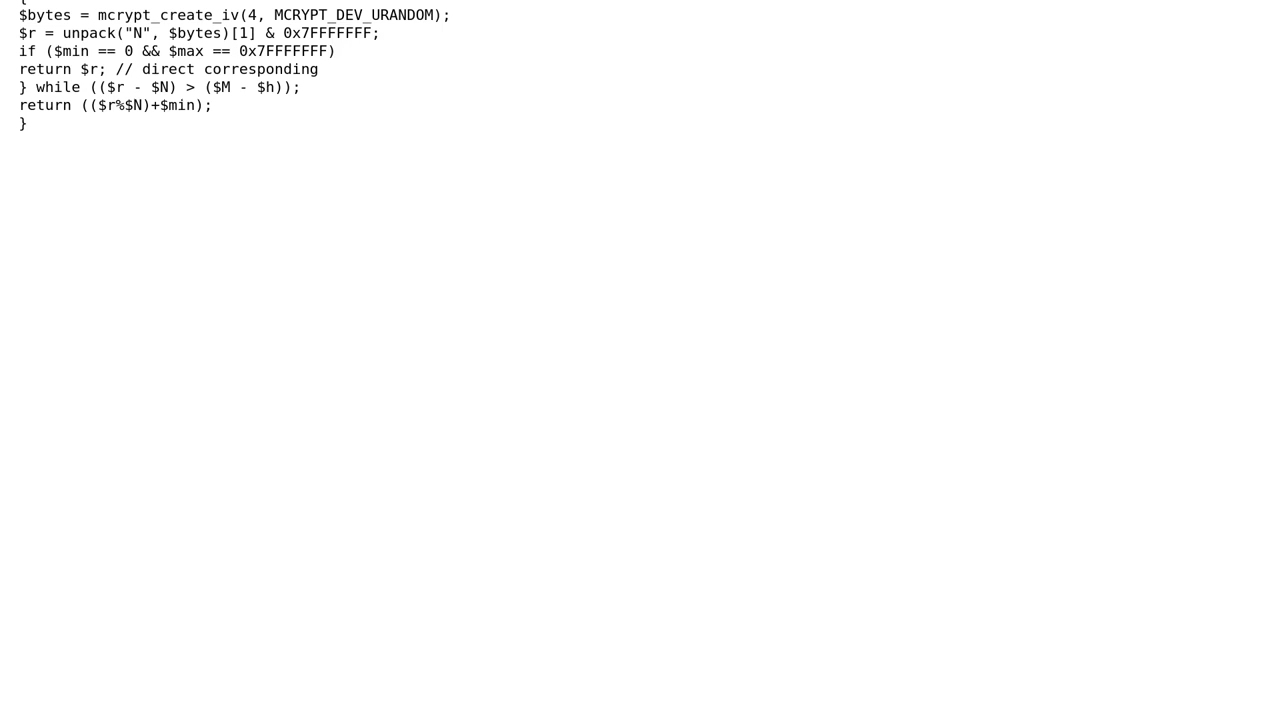 {
$bytes = mcrypt_create_iv(4, MCRYPT_DEV_URANDOM);
$r = unpack("N", $bytes)[1] & 0x7FFFFFFF;
if ($min == 0 && $max == 0x7FFFFFFF)
return $r; // direct corresponding
} while (($r - $N) > ($M - $h));
return (($r%$N)+$min);
}